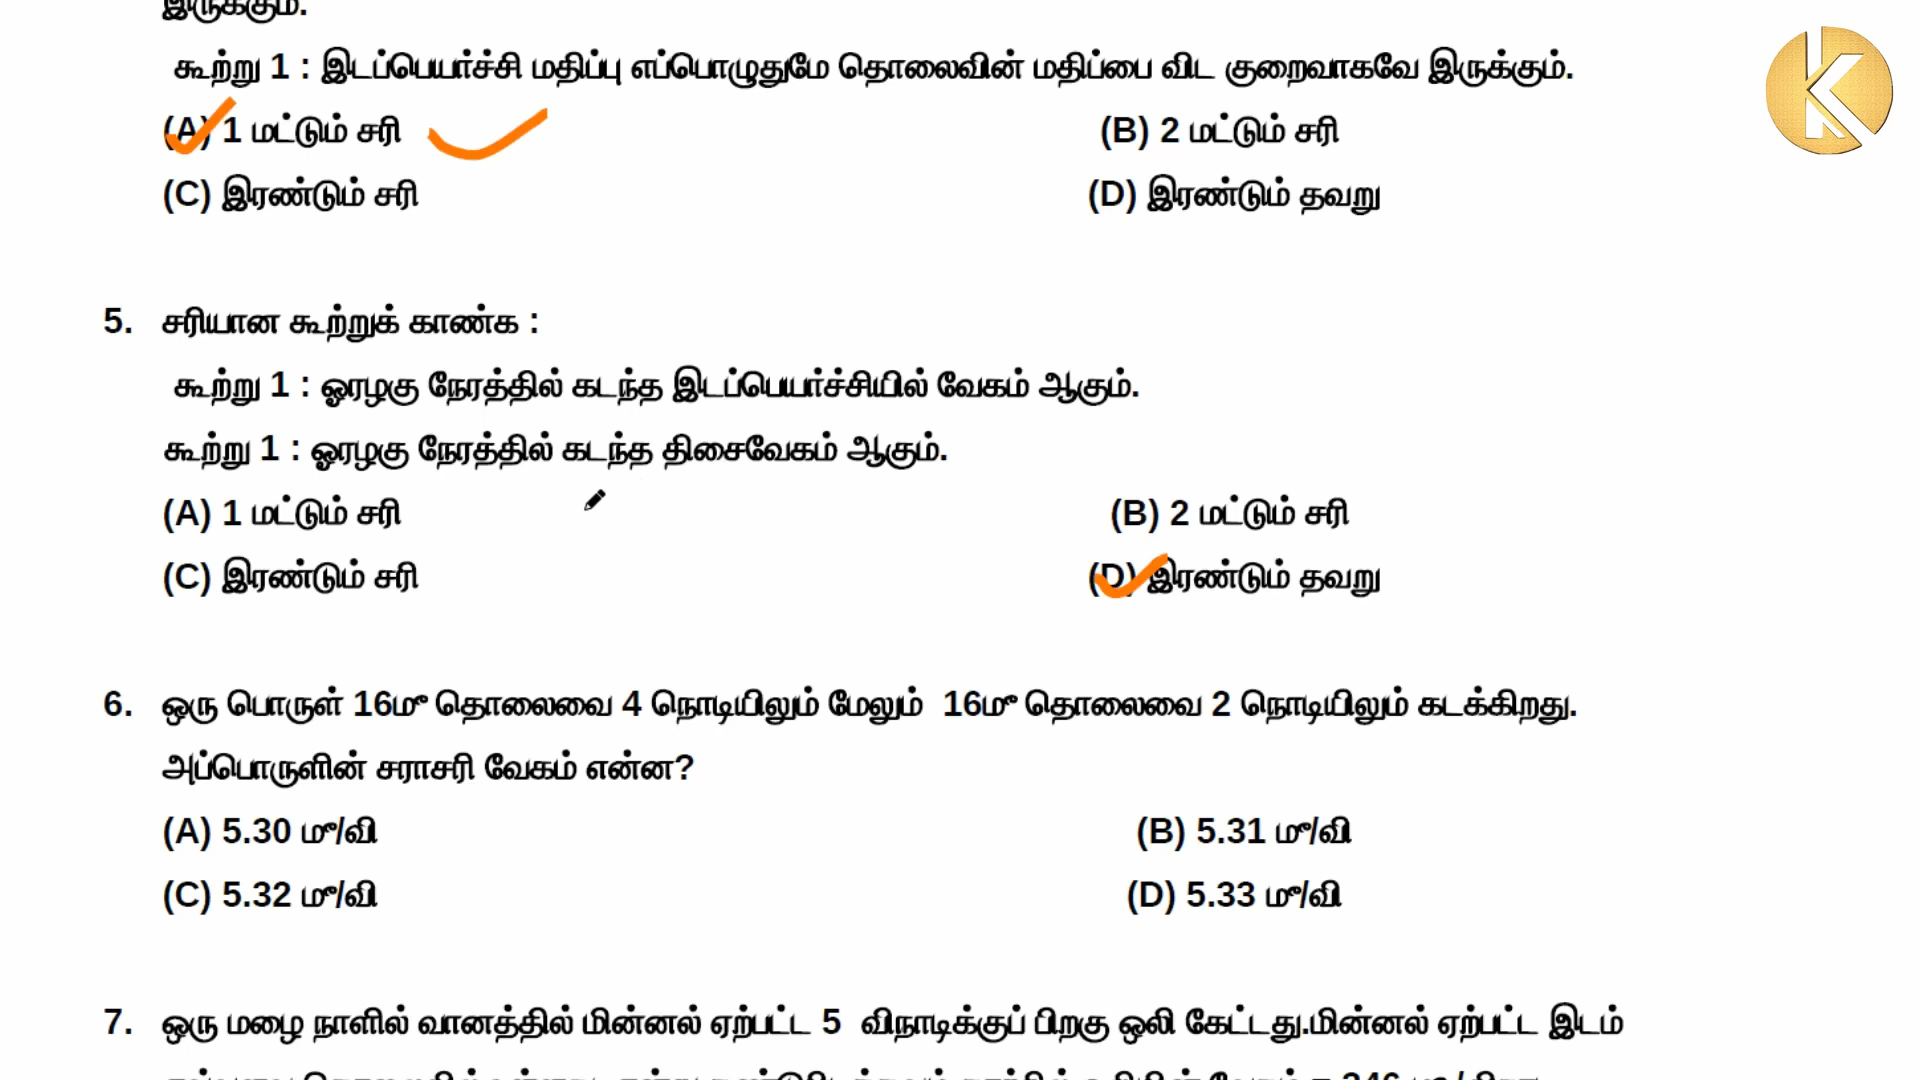 இருக்கும்.
கூற்று 1 : இடப்பெயர்ச்சி மதிப்பு எப்பொழுதுமே தொலைவின் மதிப்பை விட குறைவாகவே இருக்கும்.
(A) 1 மட்டும் சரி (B) 2 மட்டும் சரி
(C) இரண்டும் சரி (D) இரண்டும் தவறு
5. சரியான கூற்றுக் காண்க :
கூற்று 1 : ஓரழகு நேரத்தில் கடந்த இடப்பெயர்ச்சியில் வேகம் ஆகும்.
கூற்று 1 : ஓரழகு நேரத்தில் கடந்த திசைவேகம் ஆகும்.
(A) 1 மட்டும் சரி (B) 2 மட்டும் சரி
(C) இரண்டும் சரி (D) இரண்டும் தவறு
6. ஒரு பொருள் 16மீ தொலைவை 4 நொடியிலும் மேலும் 16மீ தொலைவை 2 நொடியிலும் கடக்கிறது.
அப்பொருளின் சராசரி வேகம் என்ன?
(A) 5.30 மீ/வி (B) 5.31 மீ/வி
(C) 5.32 மீ/வி (D) 5.33 மீ/வி
7. ஒரு மழை நாளில் வானத்தில் மின்னல் ஏற்பட்ட 5 விநாடிக்குப் பிறகு ஒலி கேட்டது.மின்னல் ஏற்பட்ட இடம்